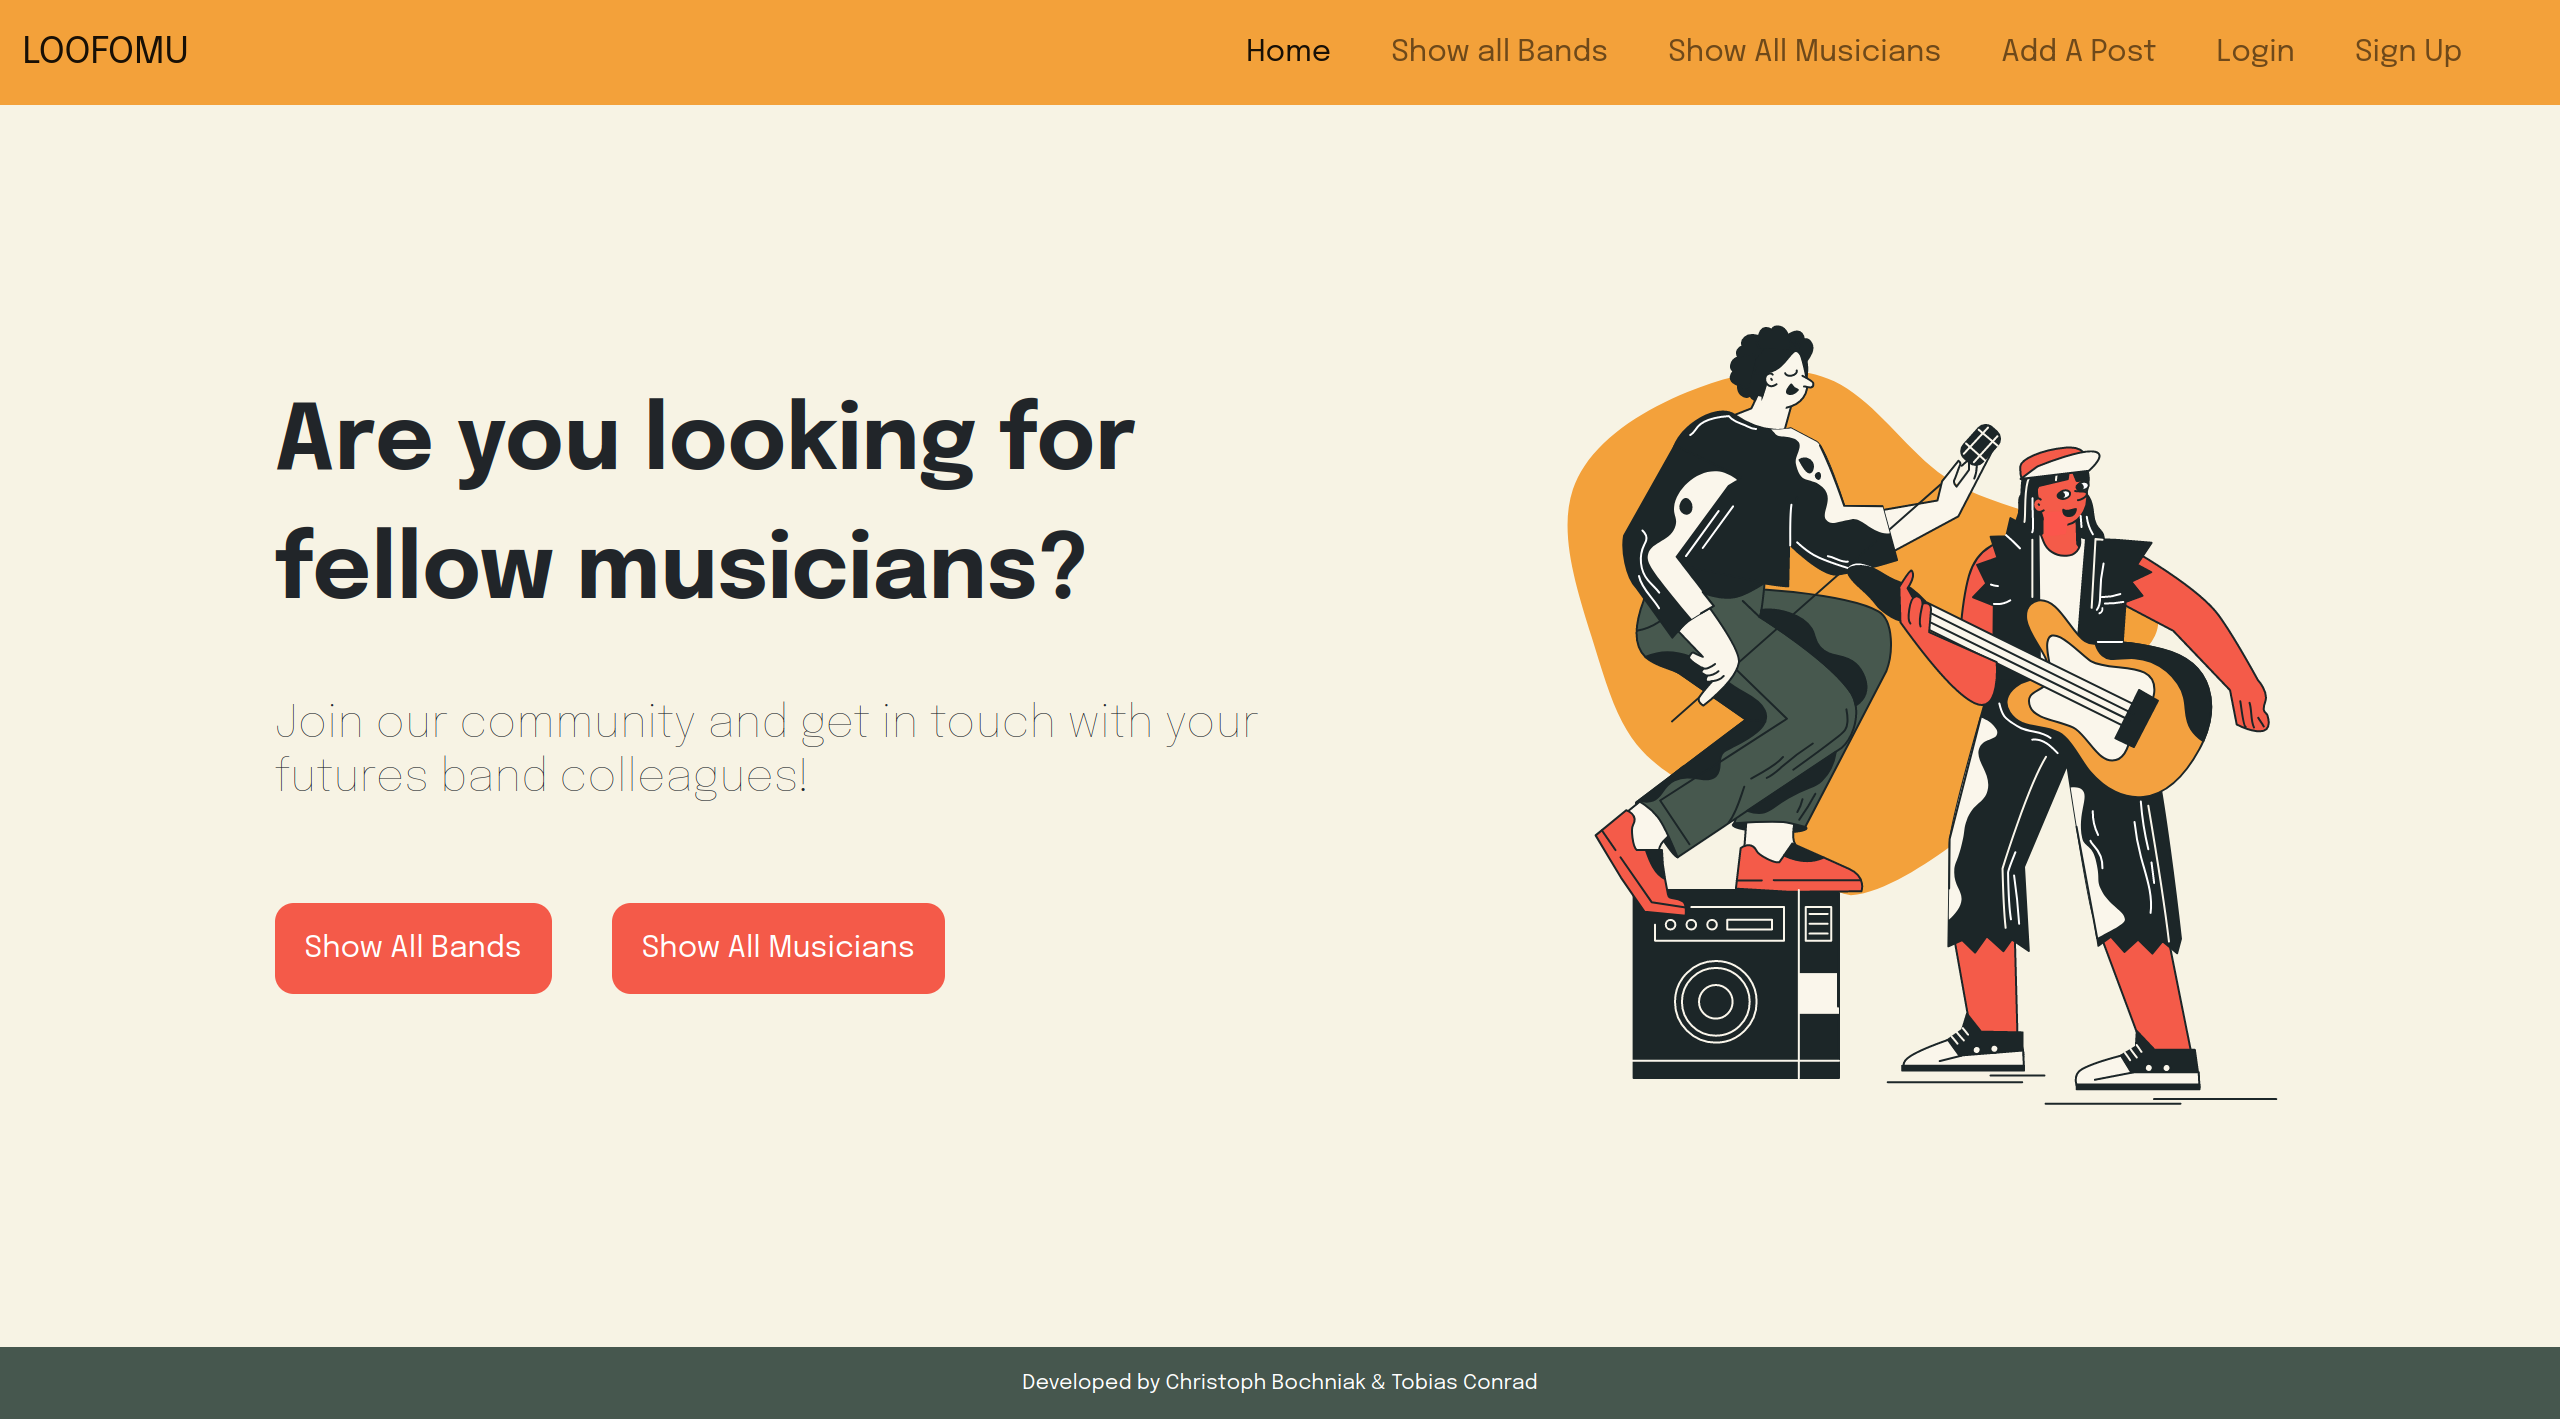 LOOFOMU
Home Show all Bands Show All Musicians Add A Post Login Sign Up
Are you looking for
fellow musicians?
Join our community and get in touch with your
futures band colleagues!
Show All Bands Show All Musicians
Developed by Christoph Bochniak & Tobias Conrad